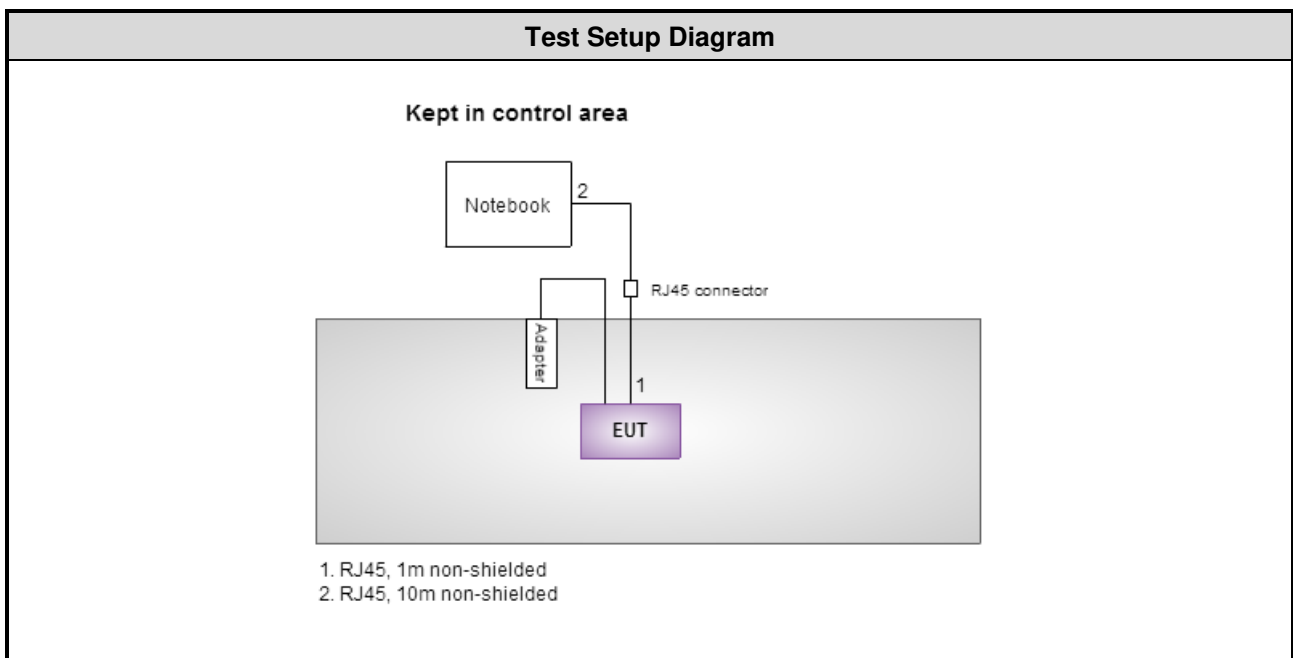 Test Setup Diagram
Kept in control area
Notebook
2
RJ45 connector
Adapter
1
EUT
1. RJ45, 1m non-shielded
2. RJ45, 10m non-shielded